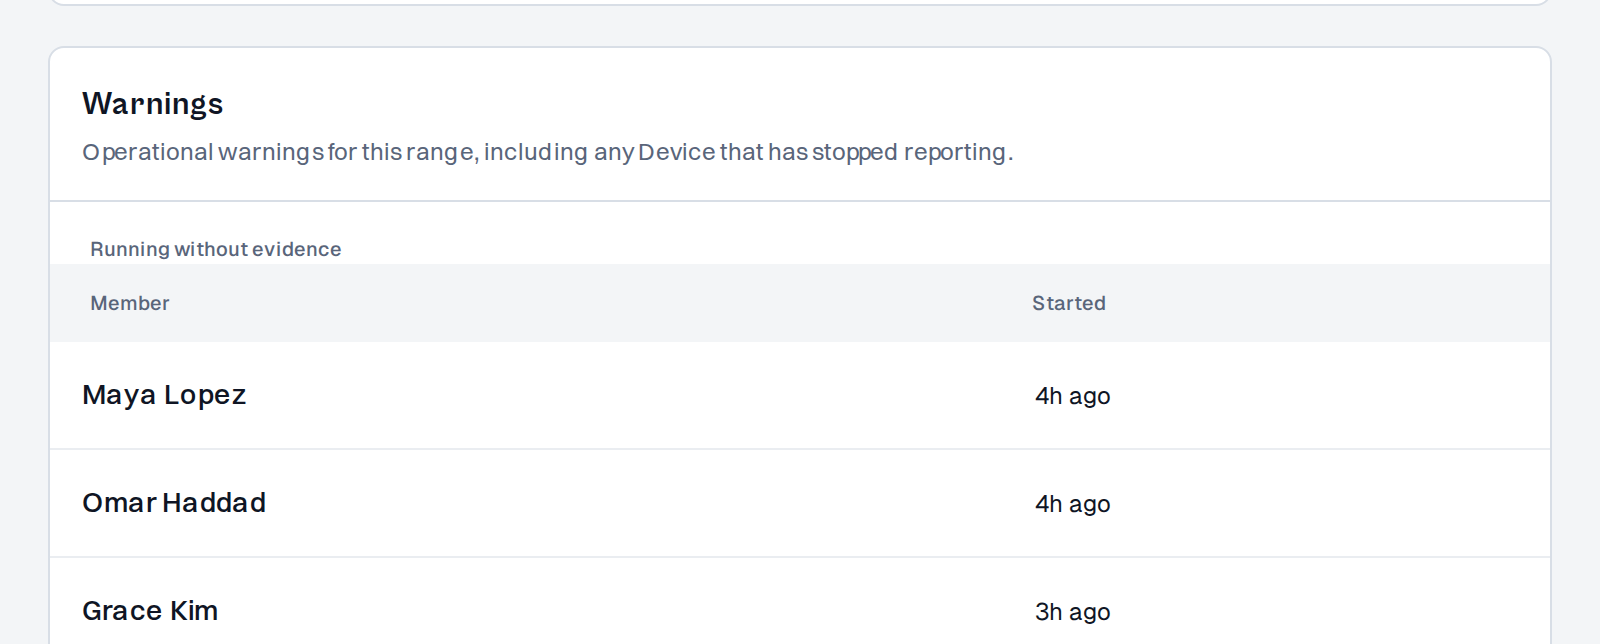 Warnings
Operational warnings for this range, including any Device that has stopped reporting.
Running without evidence
Member Started
Maya Lopez 4h ago
Omar Haddad 4h ago
Grace Kim 3h ago